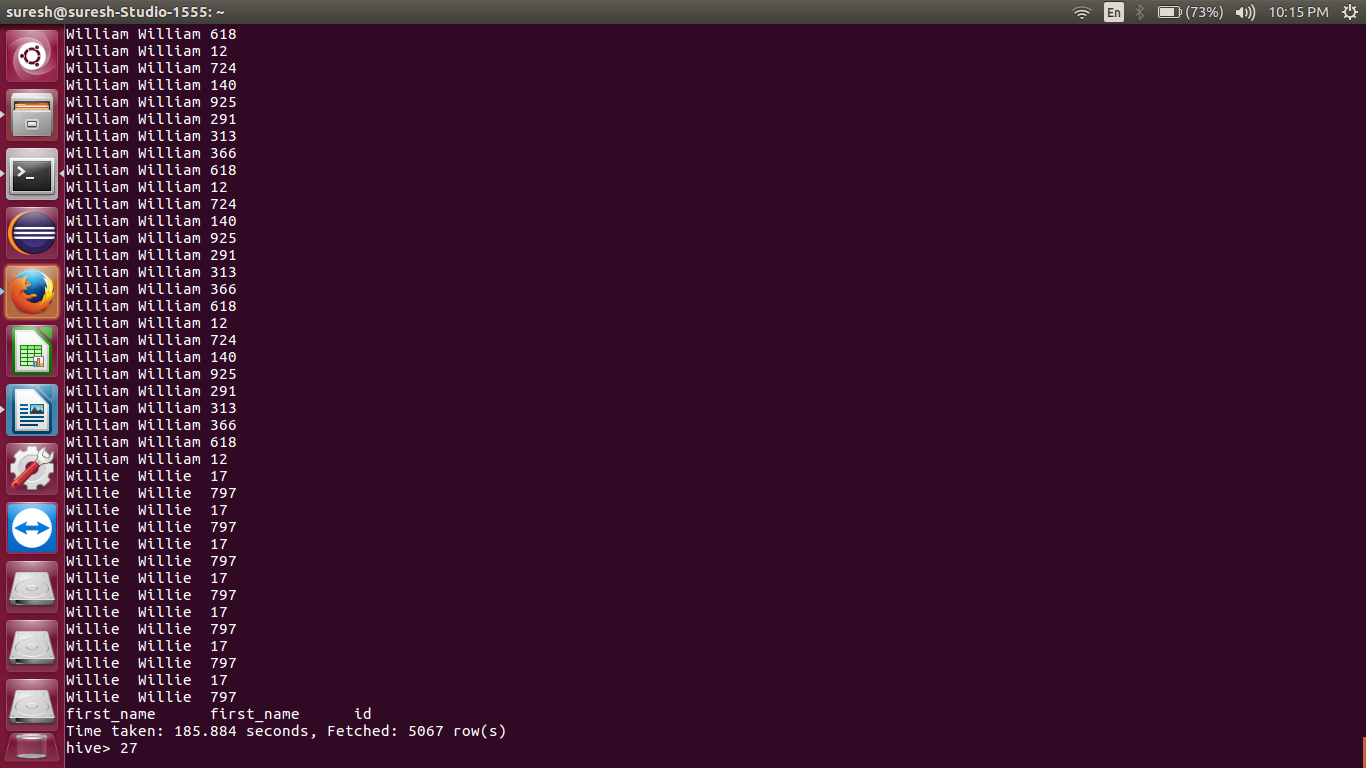 suresh@suresh-Studio-1555: ~
En (73%) 10:15 PM
William William 618
William William 12
William William 724
William William 140
William William 925
William William 291
William William 313
William William 366
William William 618
William William 12
William William 724
William William 140
William William 925
William William 291
William William 313
William William 366
William William 618
William William 12
William William 724
William William 140
William William 925
William William 291
William William 313
William William 366
William William 618
William William 12
Willie Willie 17
Willie Willie 797
Willie Willie 17
Willie Willie 797
Willie Willie 17
Willie Willie 797
Willie Willie 17
Willie Willie 797
Willie Willie 17
Willie Willie 797
Willie Willie 17
Willie Willie 797
Willie Willie 17
Willie Willie 797
first_name first_name id
Time taken: 185.884 seconds, Fetched: 5067 row(s)
hive> 27